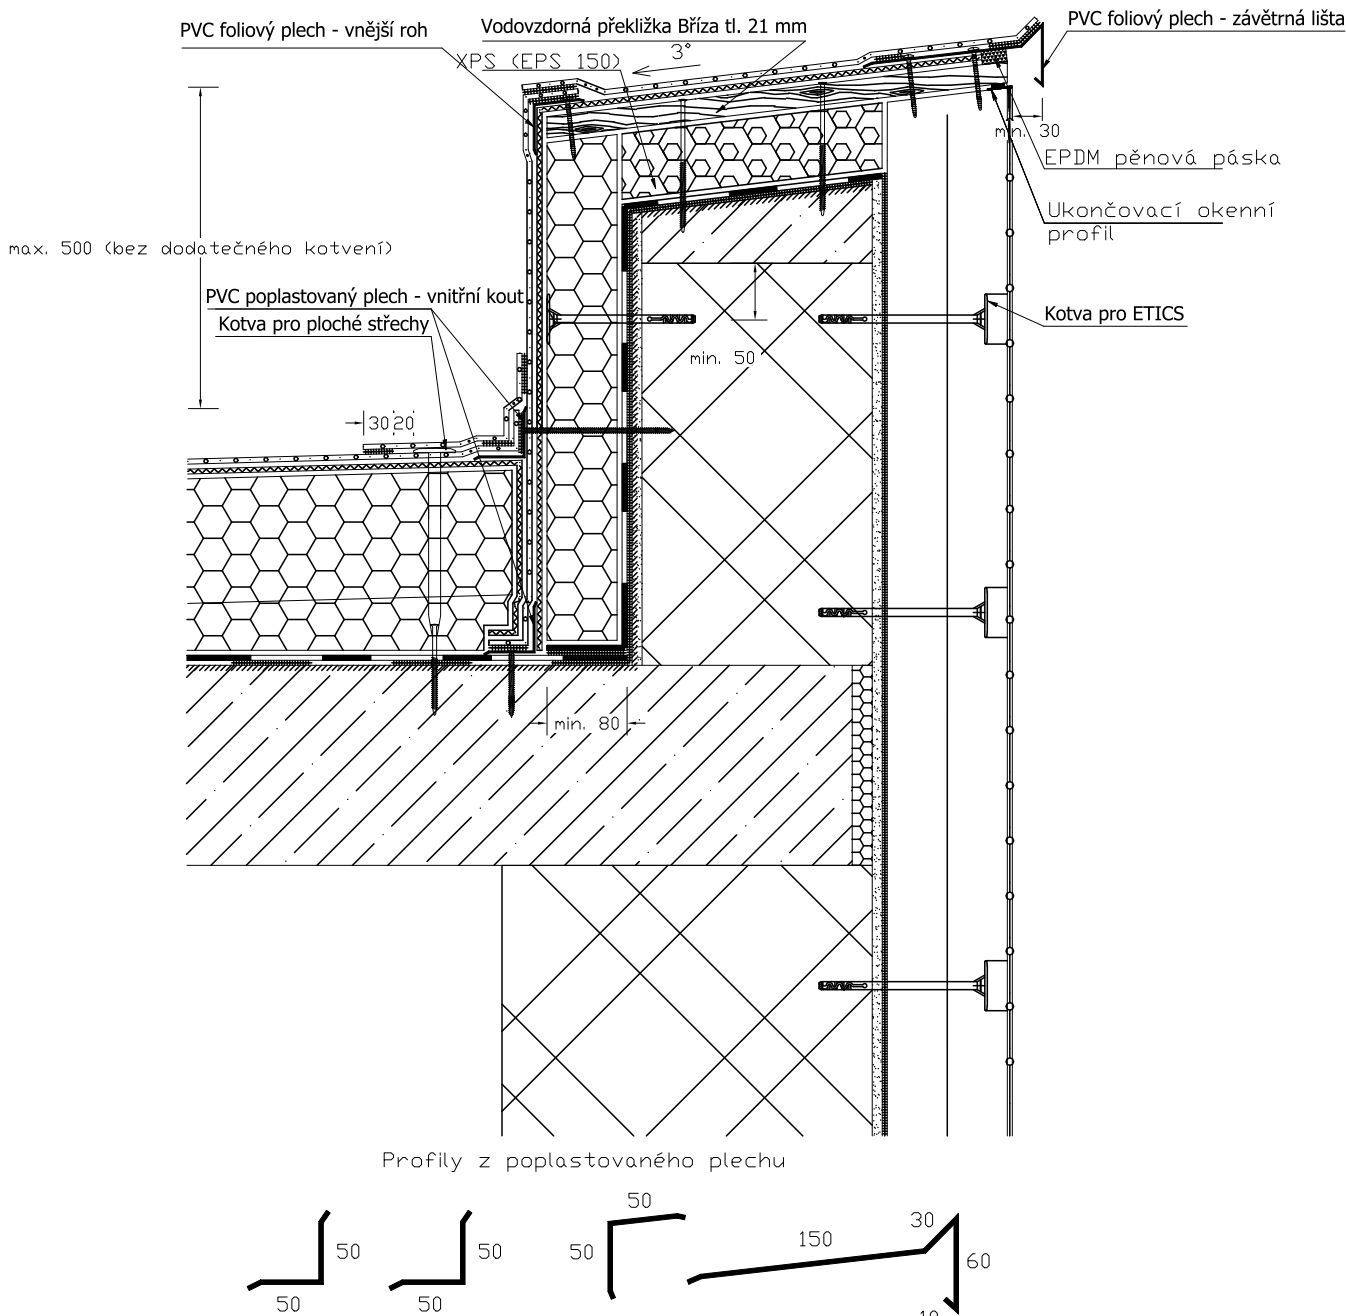 PVC foliový plech - vnější roh
Vodovzdorná překližka Bříza tl. 21 mm
PVC foliový plech - závětrná lišta
XPS (EPS 150)
3°
min. 30
EPDM pěnová páska
Ukončovací okenní
profil
max. 500 (bez dodatečného kotvení)
PVC poplastovaný plech - vnitřní kout
Kotva pro ploché střechy
Kotva pro ETICS
min. 50
30
20
min. 80
Profily z poplastovaného plechu
50
50
50
50
50
50
150
30
60
10